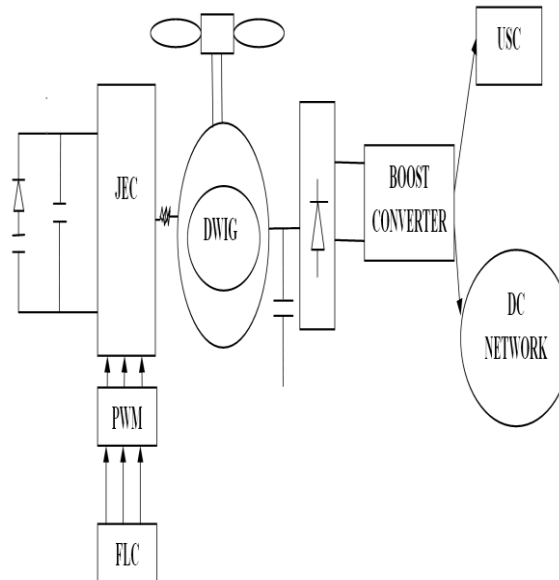 USC
JEC
BOOST
CONVERTER
DWIG
DC
NETWORK
PWM
FLC